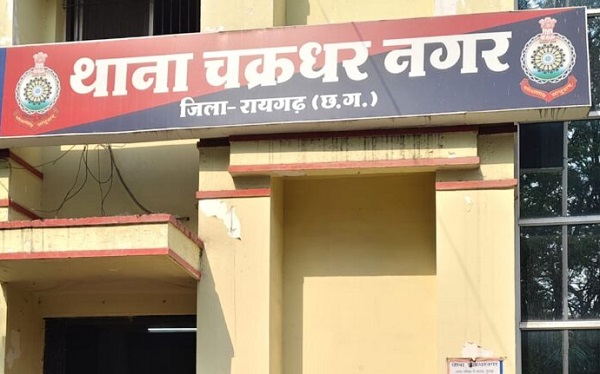 थाना चक्रधर नगर
जिला- रायगढ़ (छ.ग.)